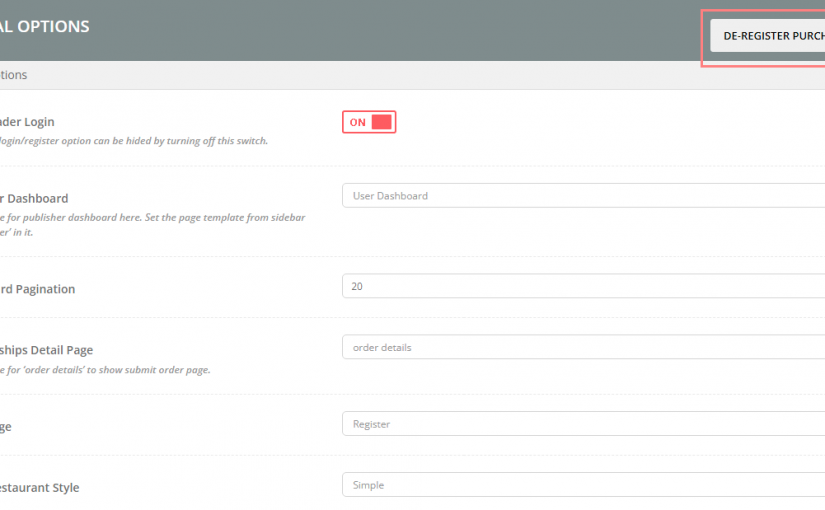 AL OPTIONS
DE-REGISTER PURCH
tions
ader Login
ON
login/register option can be hided by turning off this switch.
r Dashboard
User Dashboard
e for publisher dashboard here. Set the page template from sidebar
er' in it.
rd Pagination
20
ships Detail Page
order details
e for 'order details' to show submit order page.
ge
Register
estaurant Style
Simple